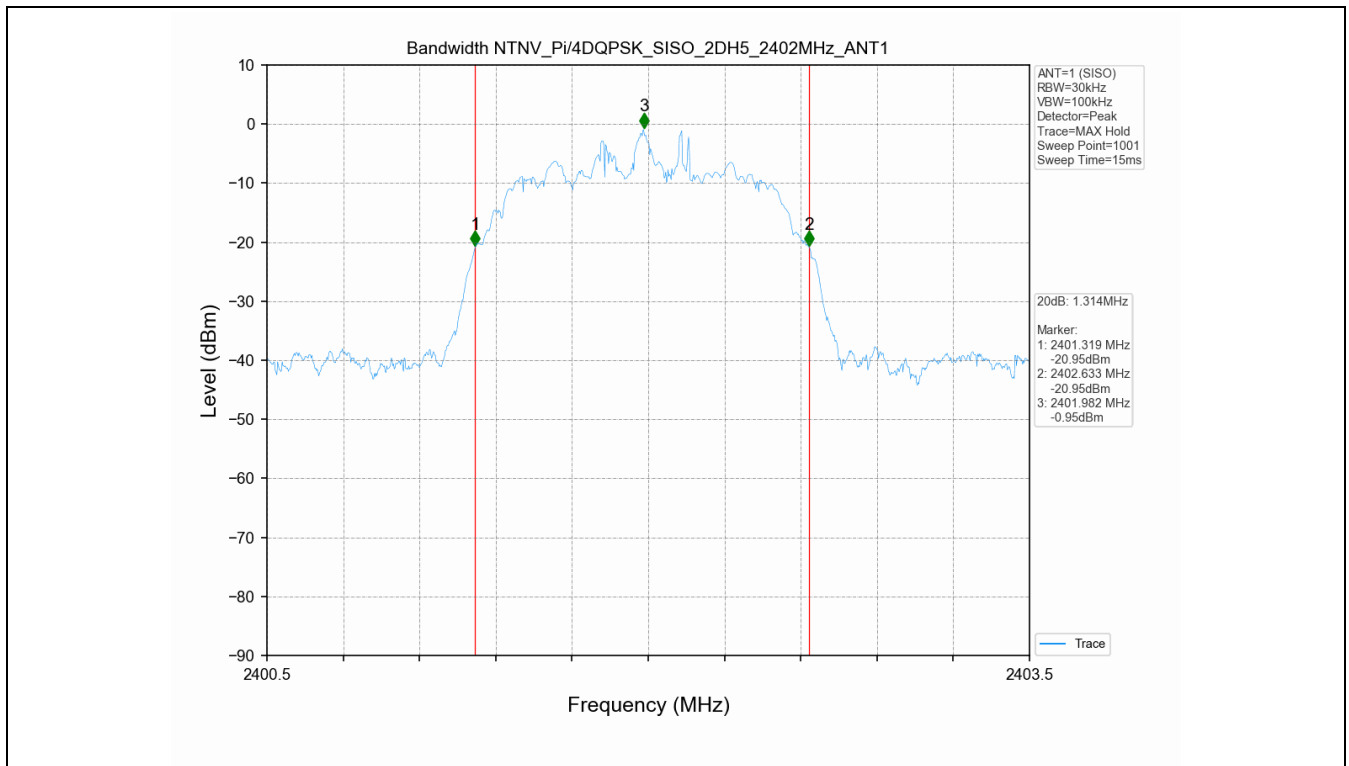 Bandwidth NTNV_Pi/4DQPSK_SISO_2DH5_2402MHz_ANT1
10
0
−10
−20
−30
−40
−50
−60
−70
−80
−90
Level (dBm)
2400.5
2403.5
Frequency (MHz)
1
2
3
ANT=1 (SISO)
RBW=30kHz
VBW=100kHz
Detector=Peak
Trace=MAX Hold
Sweep Point=1001
Sweep Time=15ms
20dB: 1.314MHz
Marker:
1: 2401.319 MHz
-20.95dBm
2: 2402.633 MHz
-20.95dBm
3: 2401.982 MHz
-0.95dBm
Trace